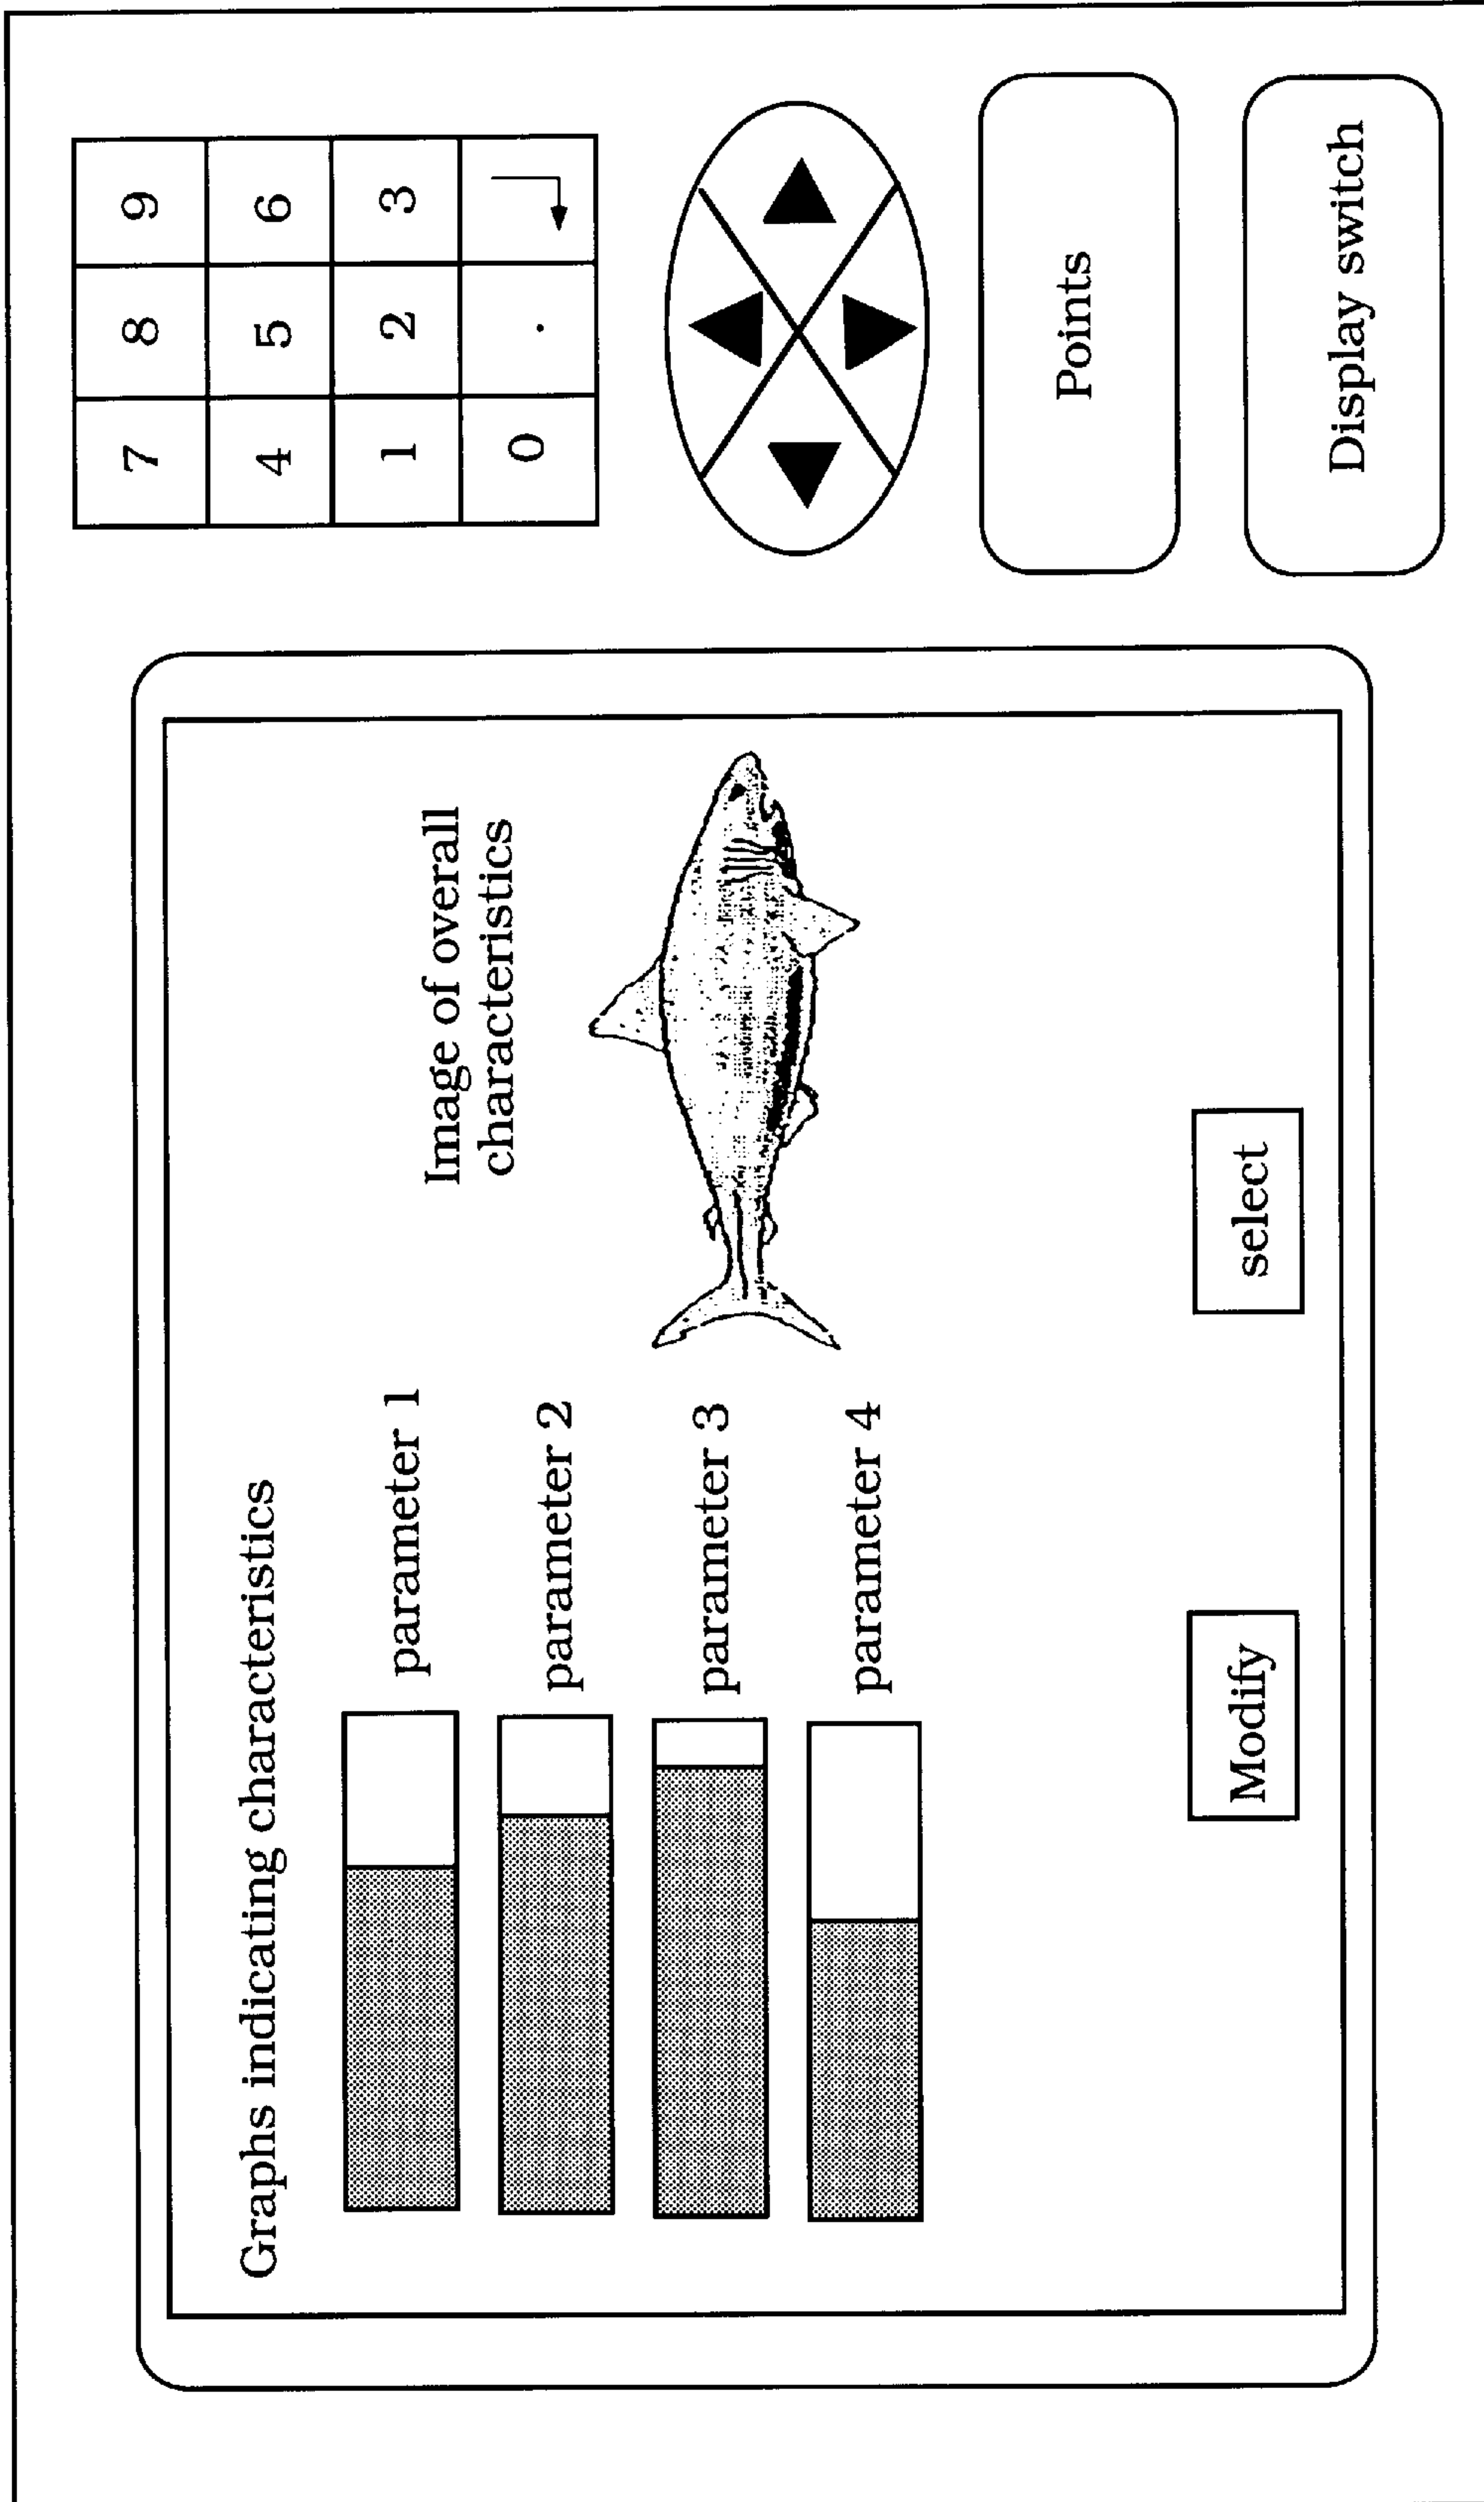 Graphs indicating characteristics
parameter 1
parameter 2
parameter 3
parameter 4
Image of overall
characteristics
Modify
select
7 8 9
4 5 6
1 2 3
0 .
Points
Display switch